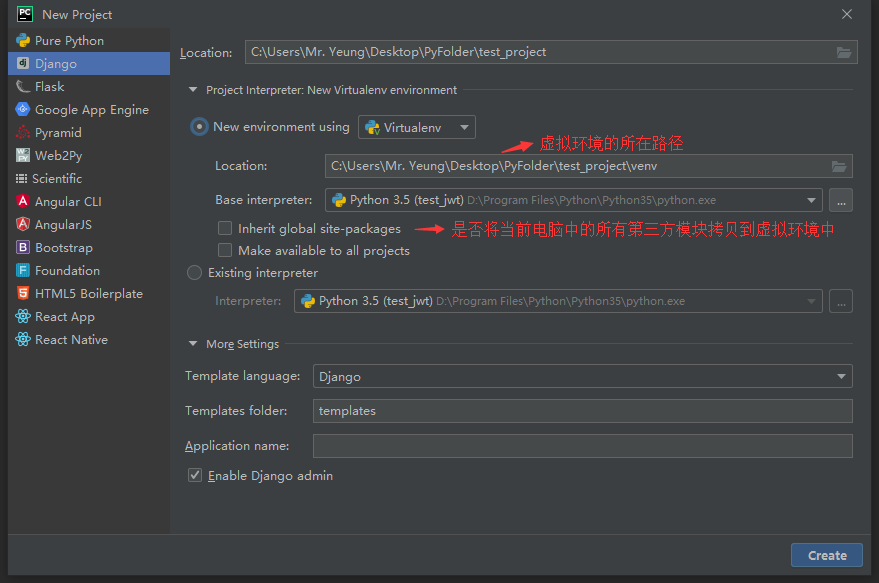 New Project
Pure Python
Django
Flask
Google App Engine
Pyramid
Web2Py
Scientific
Angular CLI
AngularJS
Bootstrap
Foundation
HTML5 Boilerplate
React App
React Native
Location: C:\Users\Mr. Yeung\Desktop\PyFolder\test_project
Project Interpreter: New Virtualenv environment
New environment using Virtualenv
虚拟环境的所在路径
Location: C:\Users\Mr. Yeung\Desktop\PyFolder\test_project\venv
Base interpreter: Python 3.5 (test_jwt) D:\Program Files\Python\Python35\python.exe ...
Inherit global site-packages 是否将当前电脑中的所有第三方模块拷贝到虚拟环境中
Make available to all projects
Existing interpreter
Interpreter: Python 3.5 (test_jwt) D:\Program Files\Python\Python35\python.exe ...
More Settings
Template language: Django
Templates folder: templates
Application name:
Enable Django admin
Create